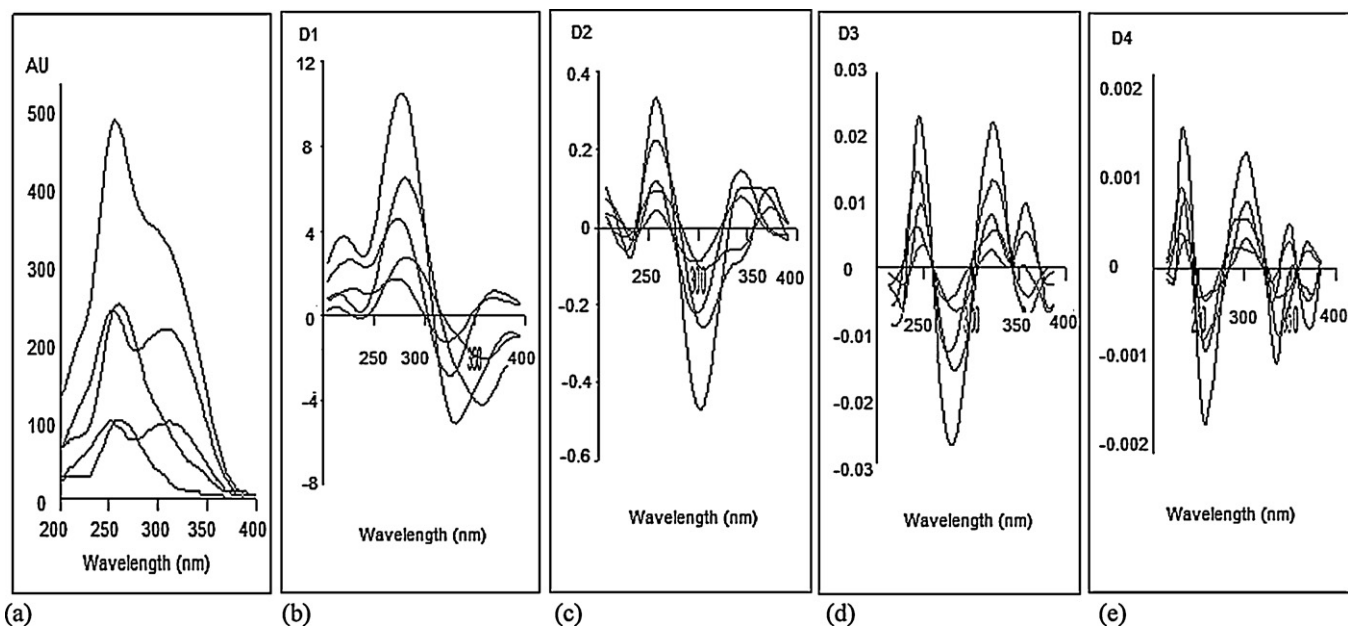 AU
500
400
300
200
100
0
200 250 300 350 400
Wavelength (nm)
(a)
D1
12
8
4
0
-4
-8
250 300 400
Wavelength (nm)
(b)
D2
0.4
0.2
0
-0.2
-0.4
-0.6
250 350 400
Wavelength (nm)
(c)
D3
0.03
0.02
0.01
0
-0.01
-0.02
-0.03
250 350 400
Wavelength (nm)
(d)
D4
0.002
0.001
0
-0.001
-0.002
300 400
Wavelength (nm)
(e)